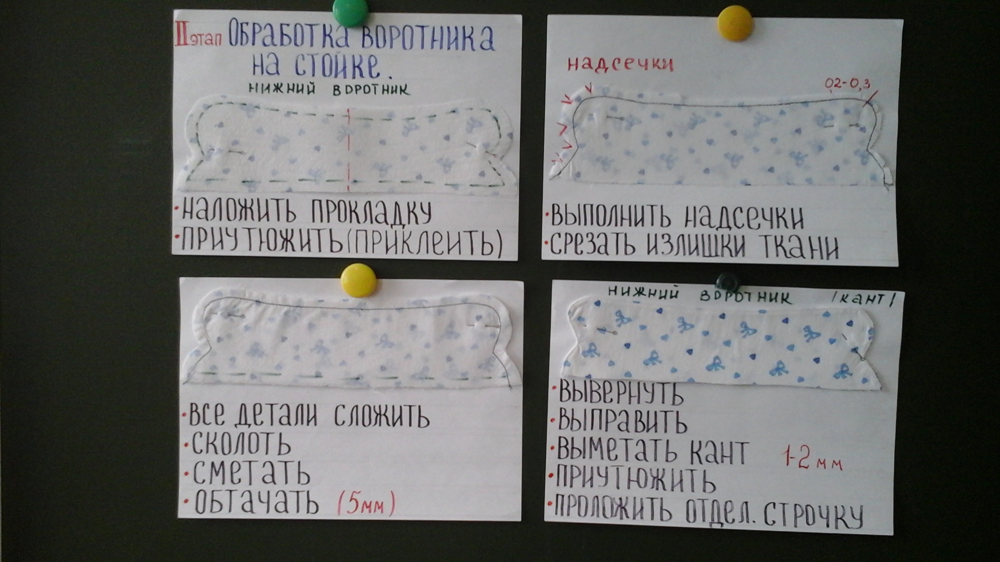 II этап Обработка воротника
на стойке.
нижний воротник
• наложить прокладку
• приутюжить (приклеить)
• все детали сложить
• сколоть
• сметать
• обтачать (5мм)
надсечки
0,2-0,3
• выполнить надсечки
• срезать излишки ткани
нижний воротник /кант/
• вывернуть
• выправить
• выметать кант 1-2 мм
• приутюжить
• проложить отдел. строчку